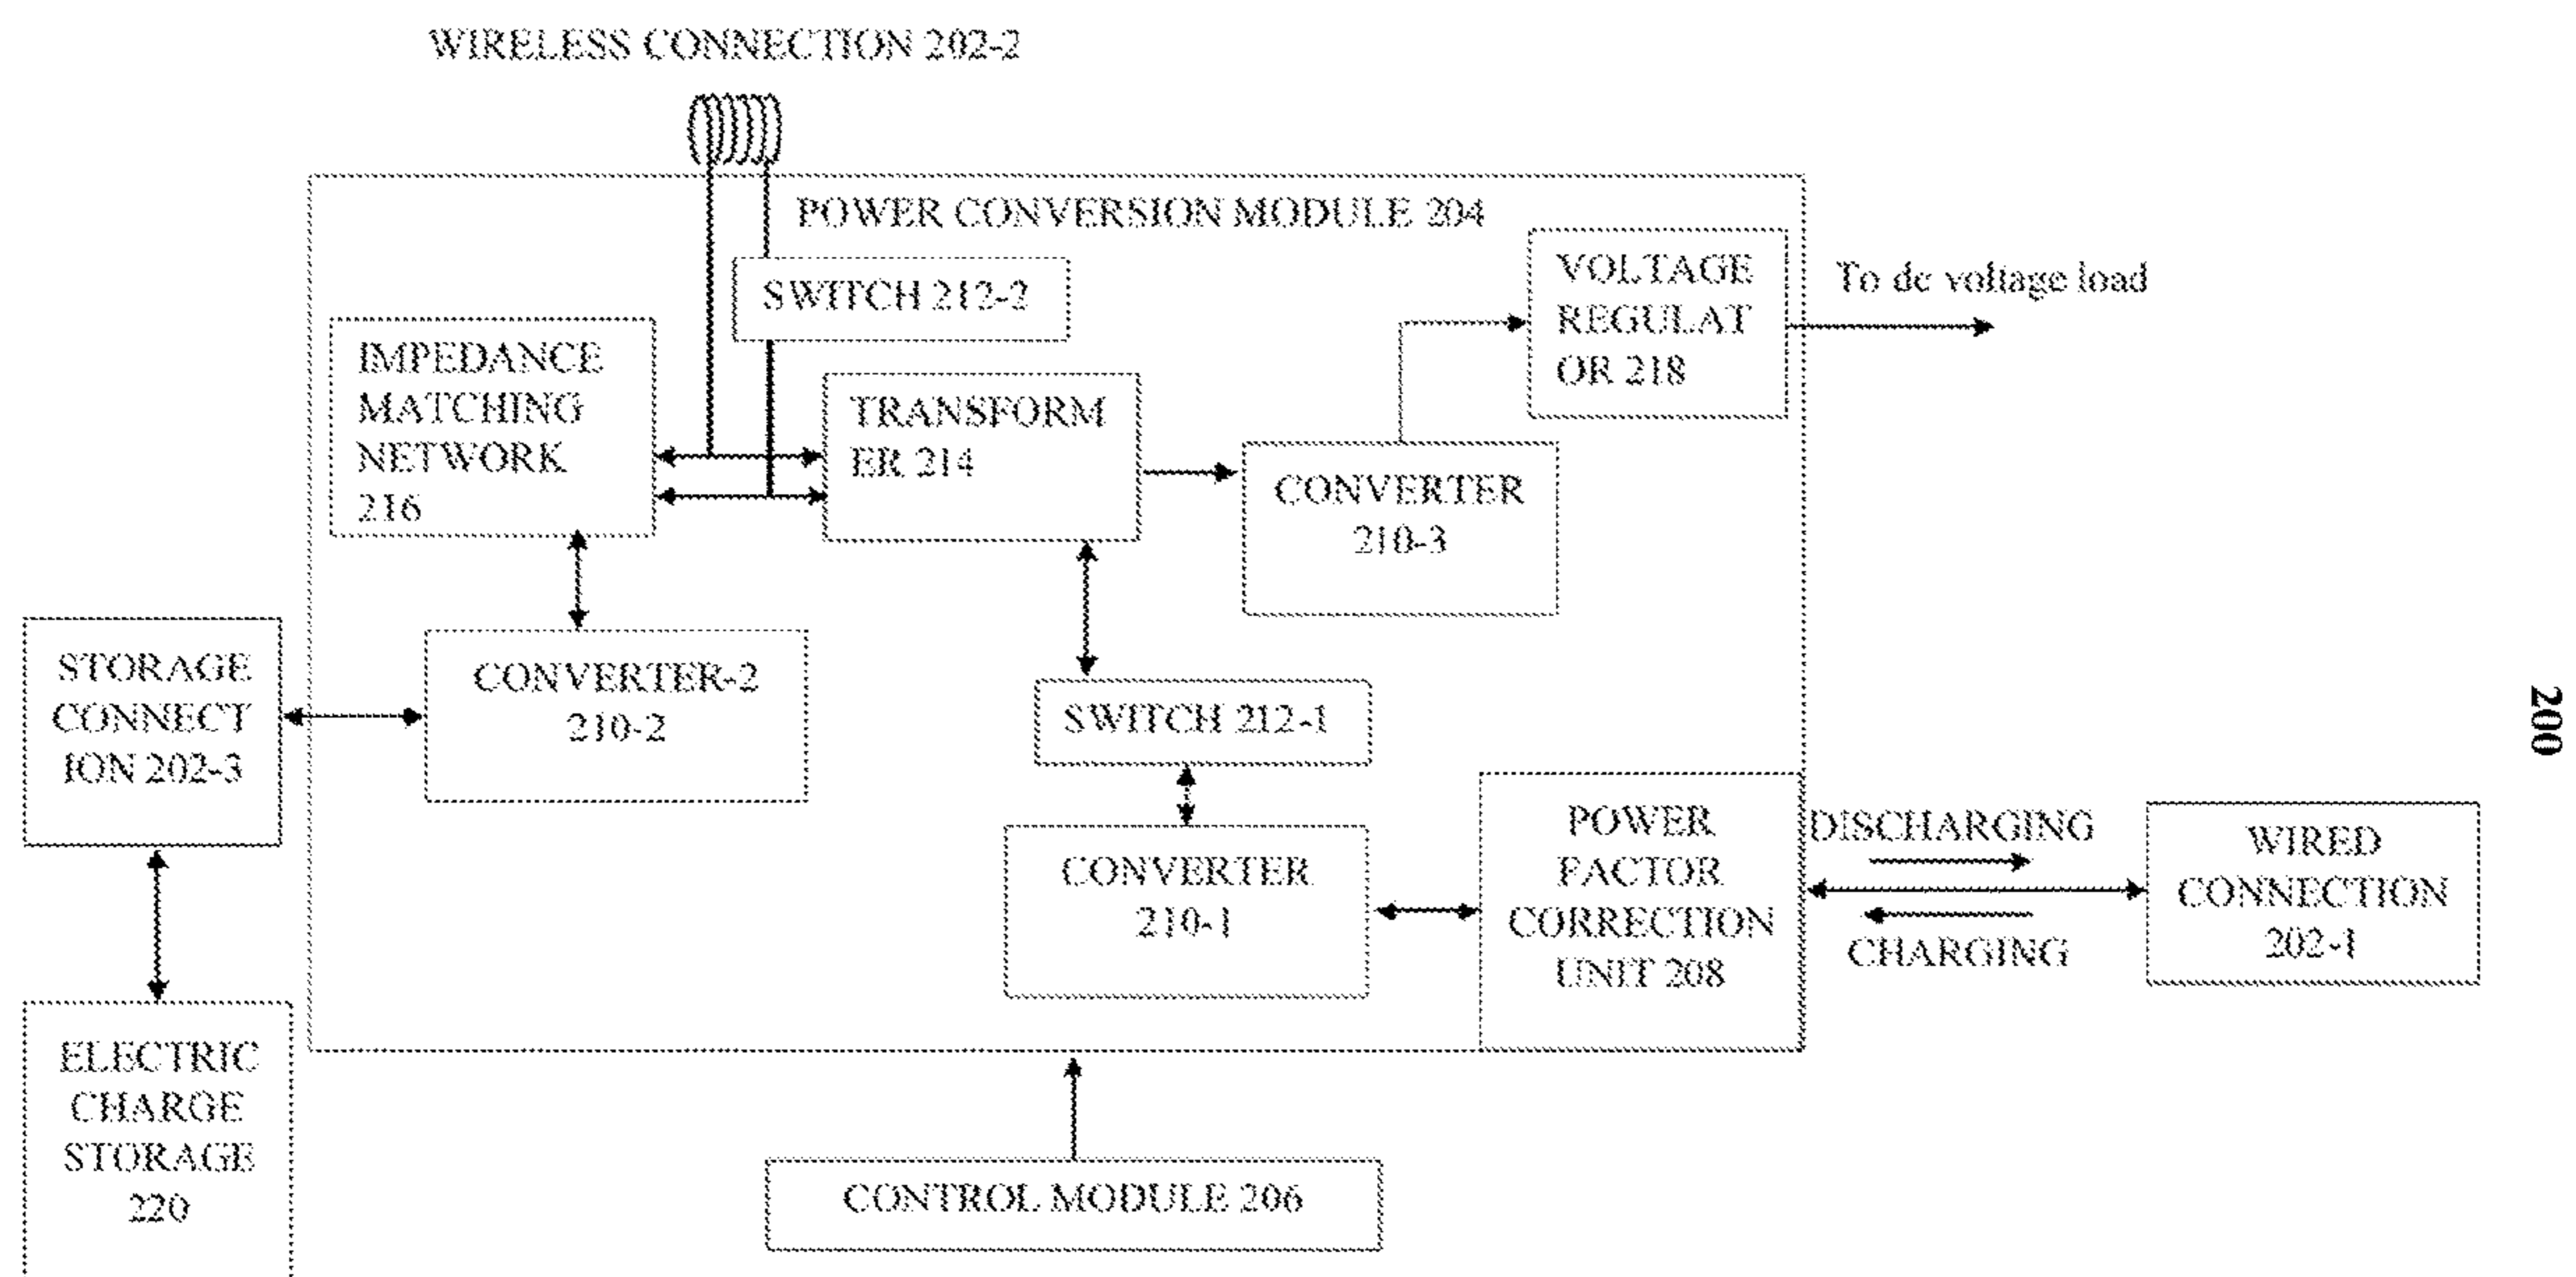 WIRELESS CONNECTION 202-2
POWER CONVERSION MODULE 204
SWITCH 212-2
VOLTAGE
REGULAT
OR 218
To dc voltage load
IMPEDANCE
MATCHING
NETWORK
216
TRANSFORM
ER 214
CONVERTER
210-3
STORAGE
CONNECT
ION 202-3
CONVERTER-2
210-2
SWITCH 212-1
200
CONVERTER
210-1
POWER
FACTOR
CORRECTION
UNIT 208
DISCHARGING
CHARGING
WIRED
CONNECTION
202-1
ELECTRIC
CHARGE
STORAGE
220
CONTROL MODULE 206